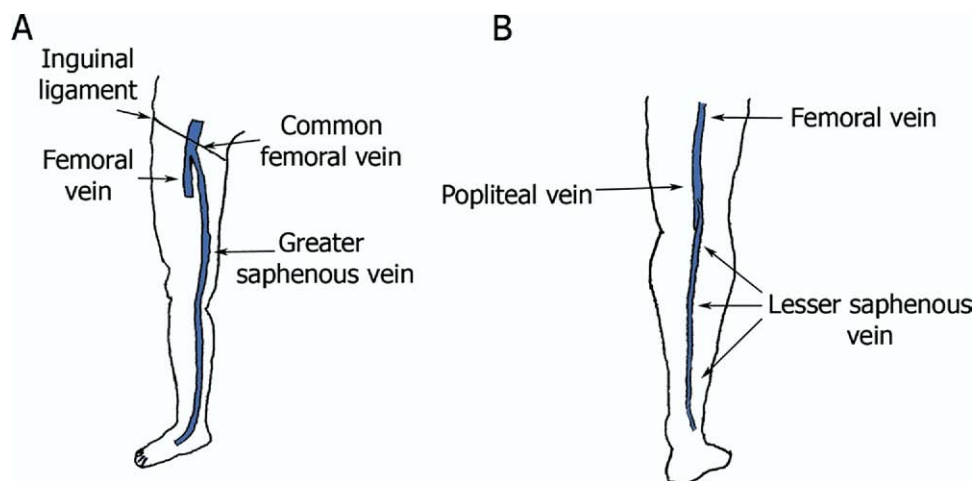 A
Inguinal
ligament
Common
femoral vein
Femoral
vein
Greater
saphenous vein
B
Femoral vein
Popliteal vein
Lesser saphenous
vein